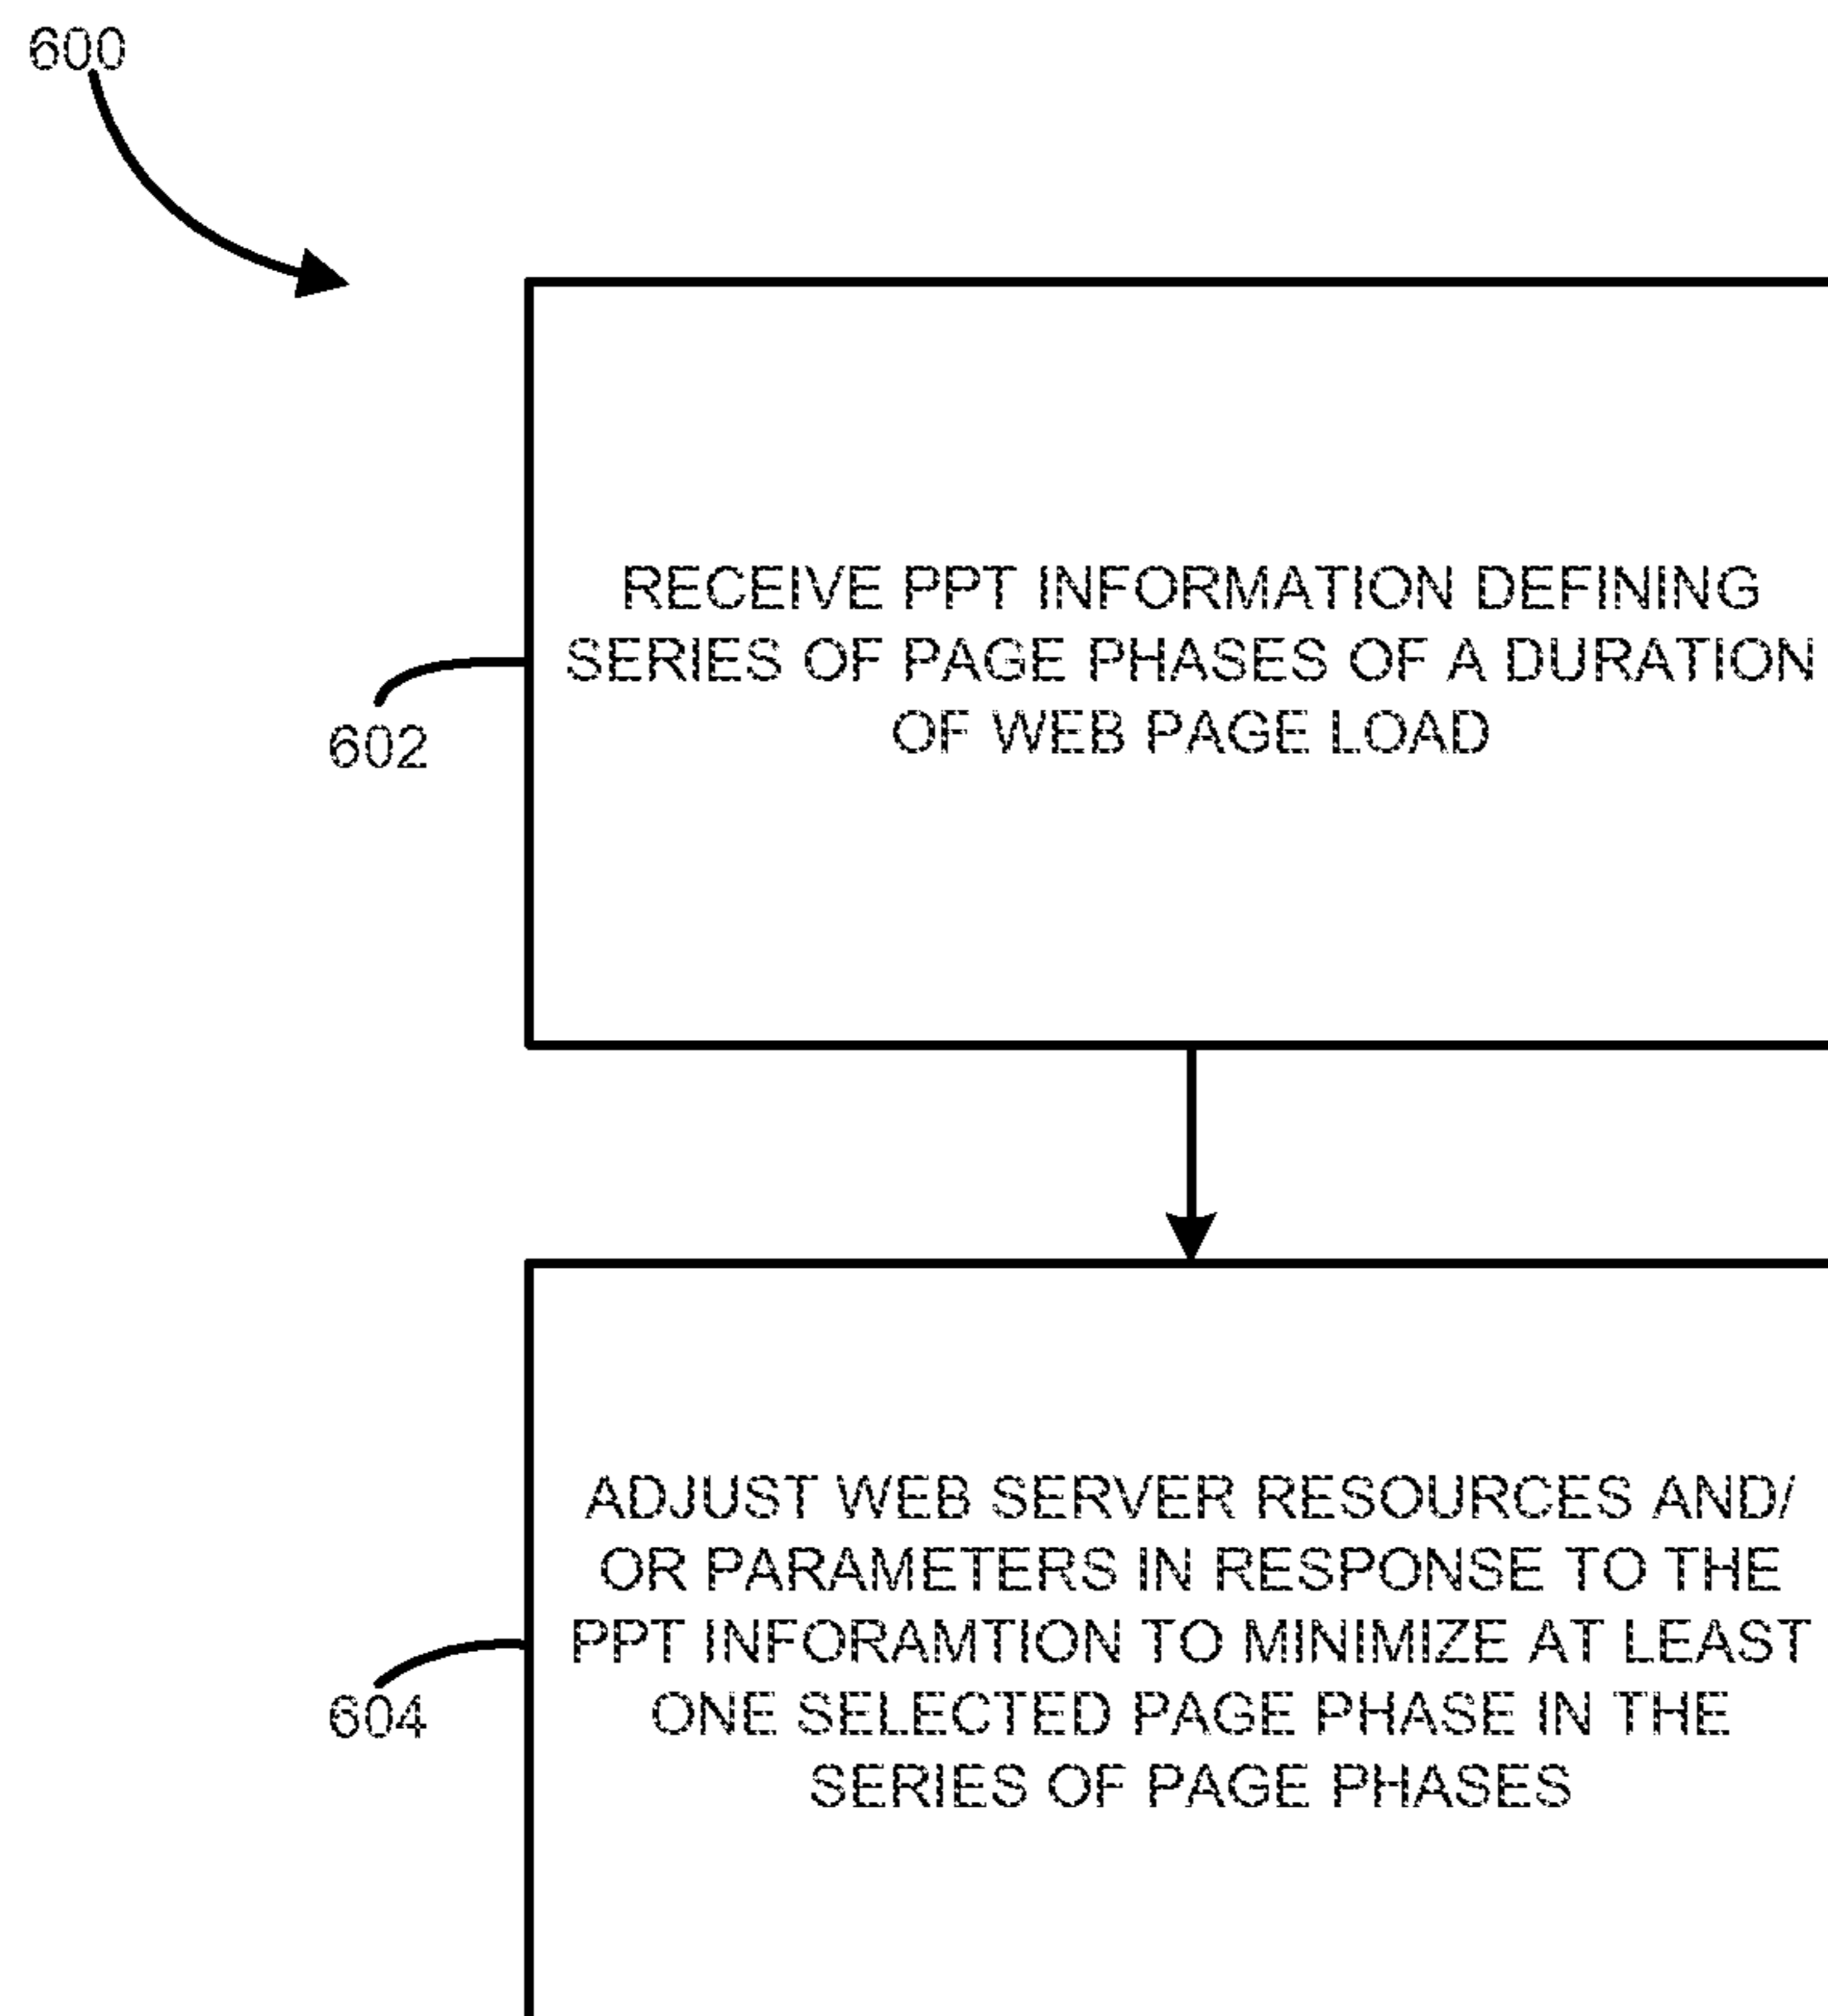 600
RECEIVE PPT INFORMATION DEFINING
SERIES OF PAGE PHASES OF A DURATION
OF WEB PAGE LOAD
602
ADJUST WEB SERVER RESOURCES AND/
OR PARAMETERS IN RESPONSE TO THE
PPT INFORAMTION TO MINIMIZE AT LEAST
ONE SELECTED PAGE PHASE IN THE
SERIES OF PAGE PHASES
604